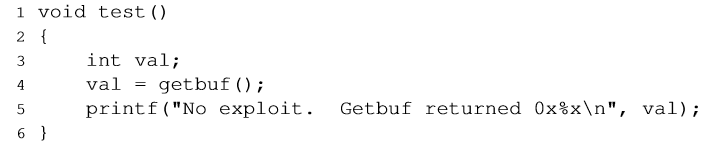 1 void test()
2 {
3     int val;
4     val = getbuf();
5     printf("No exploit.  Getbuf returned 0x%x\n", val);
6 }